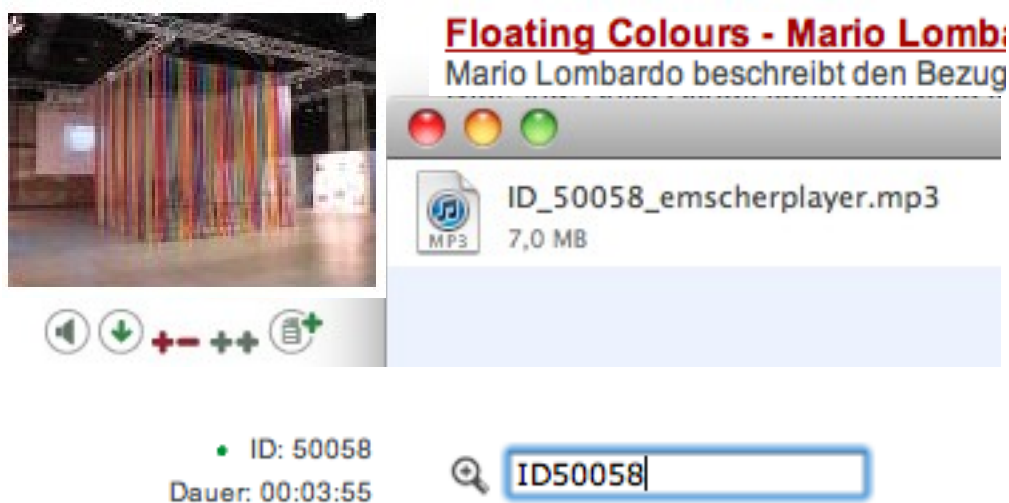 Floating Colours - Mario Lomba
Mario Lombardo beschreibt den Bezug
ID_50058_emscherplayer.mp3
7,0 MB
MP3
ID: 50058
Dauer: 00:03:55
ID50058